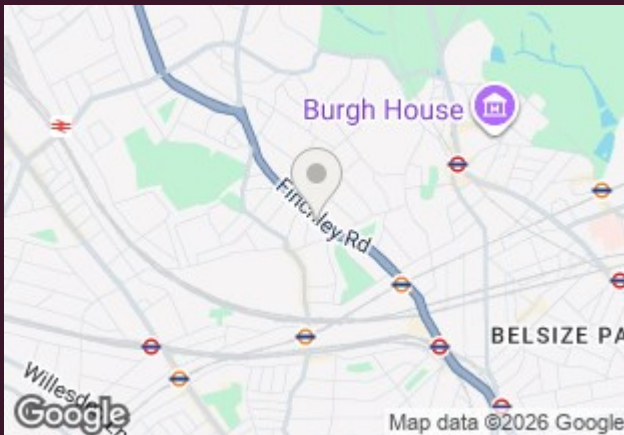 Burgh House
Finchley Rd
BELSIZE PA
Willesden
Google
Map data ©2026 Google